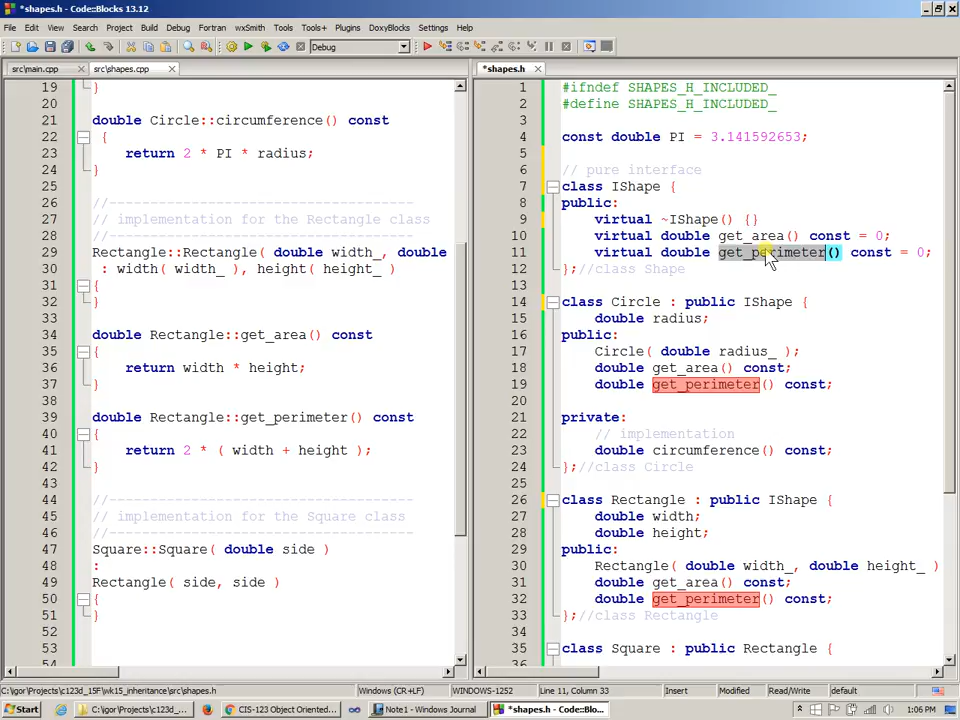 *shapes.h - Code::Blocks 13.12
File Edit View Search Project Build Debug Fortran wxSmith Tools Tools+ Plugins DoxyBlocks Settings Help
Debug
src\main.cpp src\shapes.cpp
19 }
20
21 double Circle::circumference() const
22 {
23 return 2 * PI * radius;
24 }
25
26 //-------------------------------------
27 // implementation for the Rectangle class
28 //-------------------------------------
29 Rectangle::Rectangle( double width_, double
30 : width( width_ ), height( height_ )
31 {
32 }
33
34 double Rectangle::get_area() const
35 {
36 return width * height;
37 }
38
39 double Rectangle::get_perimeter() const
40 {
41 return 2 * ( width + height );
42 }
43
44 //-------------------------------------
45 // implementation for the Square class
46 //-------------------------------------
47 Square::Square( double side )
48 :
49 Rectangle( side, side )
50 {
51 }
52
53
54
*shapes.h
1 #ifndef SHAPES_H_INCLUDED_
2 #define SHAPES_H_INCLUDED_
3
4 const double PI = 3.141592653;
5
6 // pure interface
7 class IShape {
8 public:
9 virtual ~IShape() {}
10 virtual double get_area() const = 0;
11 virtual double get_perimeter() const = 0;
12 };//class Shape
13
14 class Circle : public IShape {
15 double radius;
16 public:
17 Circle( double radius_ );
18 double get_area() const;
19 double get_perimeter() const;
20
21 private:
22 // implementation
23 double circumference() const;
24 };//class Circle
25
26 class Rectangle : public IShape {
27 double width;
28 double height;
29 public:
30 Rectangle( double width_, double height_ )
31 double get_area() const;
32 double get_perimeter() const;
33 };//class Rectangle
34
35 class Square : public Rectangle {
36
C:\igor\Projects\c123d_15F\wk15_inheritance\src\shapes.h Windows (CR+LF) WINDOWS-1252 Line 11, Column 33 Insert Modified Read/Write default
Start C:\igor\Projects\c123d_... CIS-123 Object Oriented... Note1 - Windows Journal *shapes.h - Code::Bloc... 1:06 PM